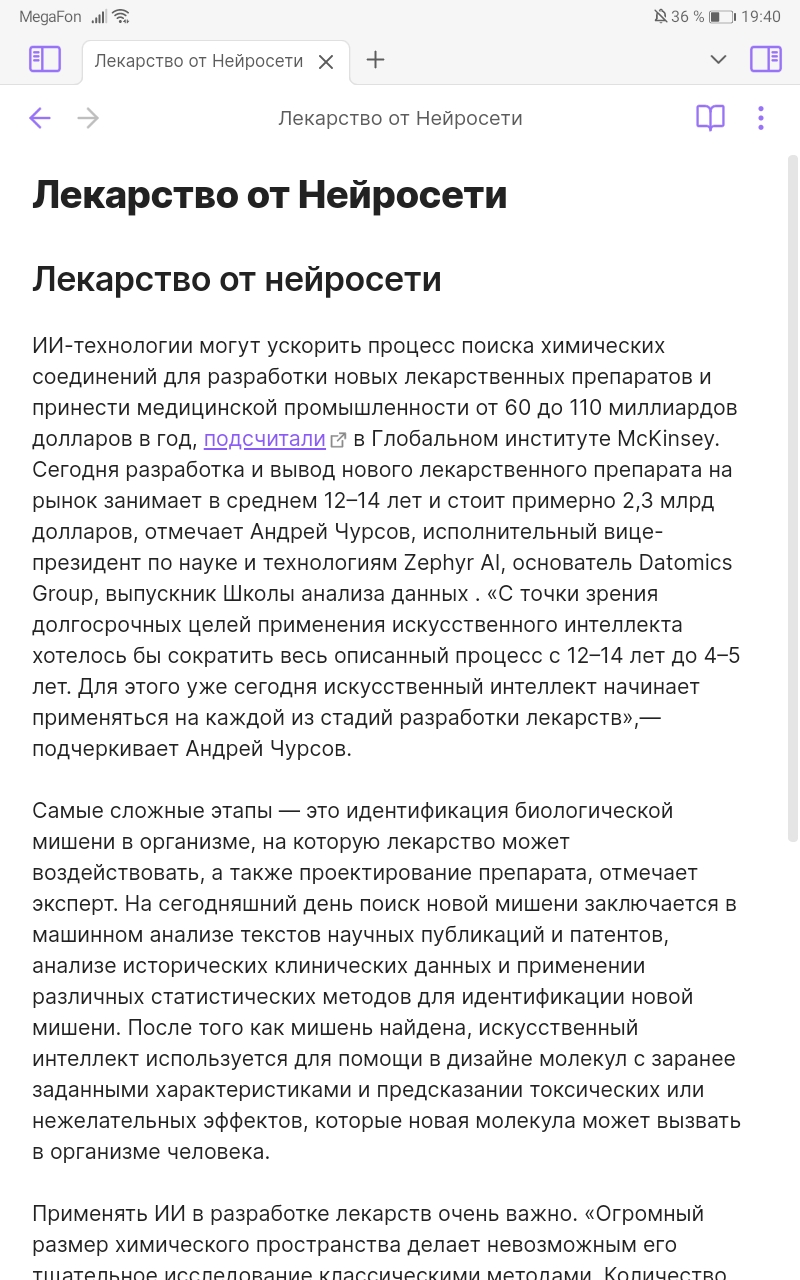 MegaFon 36 % 19:40
Лекарство от Нейросети
Лекарство от Нейросети
Лекарство от Нейросети
Лекарство от нейросети
ИИ-технологии могут ускорить процесс поиска химических
соединений для разработки новых лекарственных препаратов и
принести медицинской промышленности от 60 до 110 миллиардов
долларов в год, подсчитали в Глобальном институте McKinsey.
Сегодня разработка и вывод нового лекарственного препарата на
рынок занимает в среднем 12–14 лет и стоит примерно 2,3 млрд
долларов, отмечает Андрей Чурсов, исполнительный вице-
президент по науке и технологиям Zephyr AI, основатель Datomics
Group, выпускник Школы анализа данных . «С точки зрения
долгосрочных целей применения искусственного интеллекта
хотелось бы сократить весь описанный процесс с 12–14 лет до 4–5
лет. Для этого уже сегодня искусственный интеллект начинает
применяться на каждой из стадий разработки лекарств»,—
подчеркивает Андрей Чурсов.
Самые сложные этапы — это идентификация биологической
мишени в организме, на которую лекарство может
воздействовать, а также проектирование препарата, отмечает
эксперт. На сегодняшний день поиск новой мишени заключается в
машинном анализе текстов научных публикаций и патентов,
анализе исторических клинических данных и применении
различных статистических методов для идентификации новой
мишени. После того как мишень найдена, искусственный
интеллект используется для помощи в дизайне молекул с заранее
заданными характеристиками и предсказании токсических или
нежелательных эффектов, которые новая молекула может вызвать
в организме человека.
Применять ИИ в разработке лекарств очень важно. «Огромный
размер химического пространства делает невозможным его
тщательное исследование классическими методами. Количество